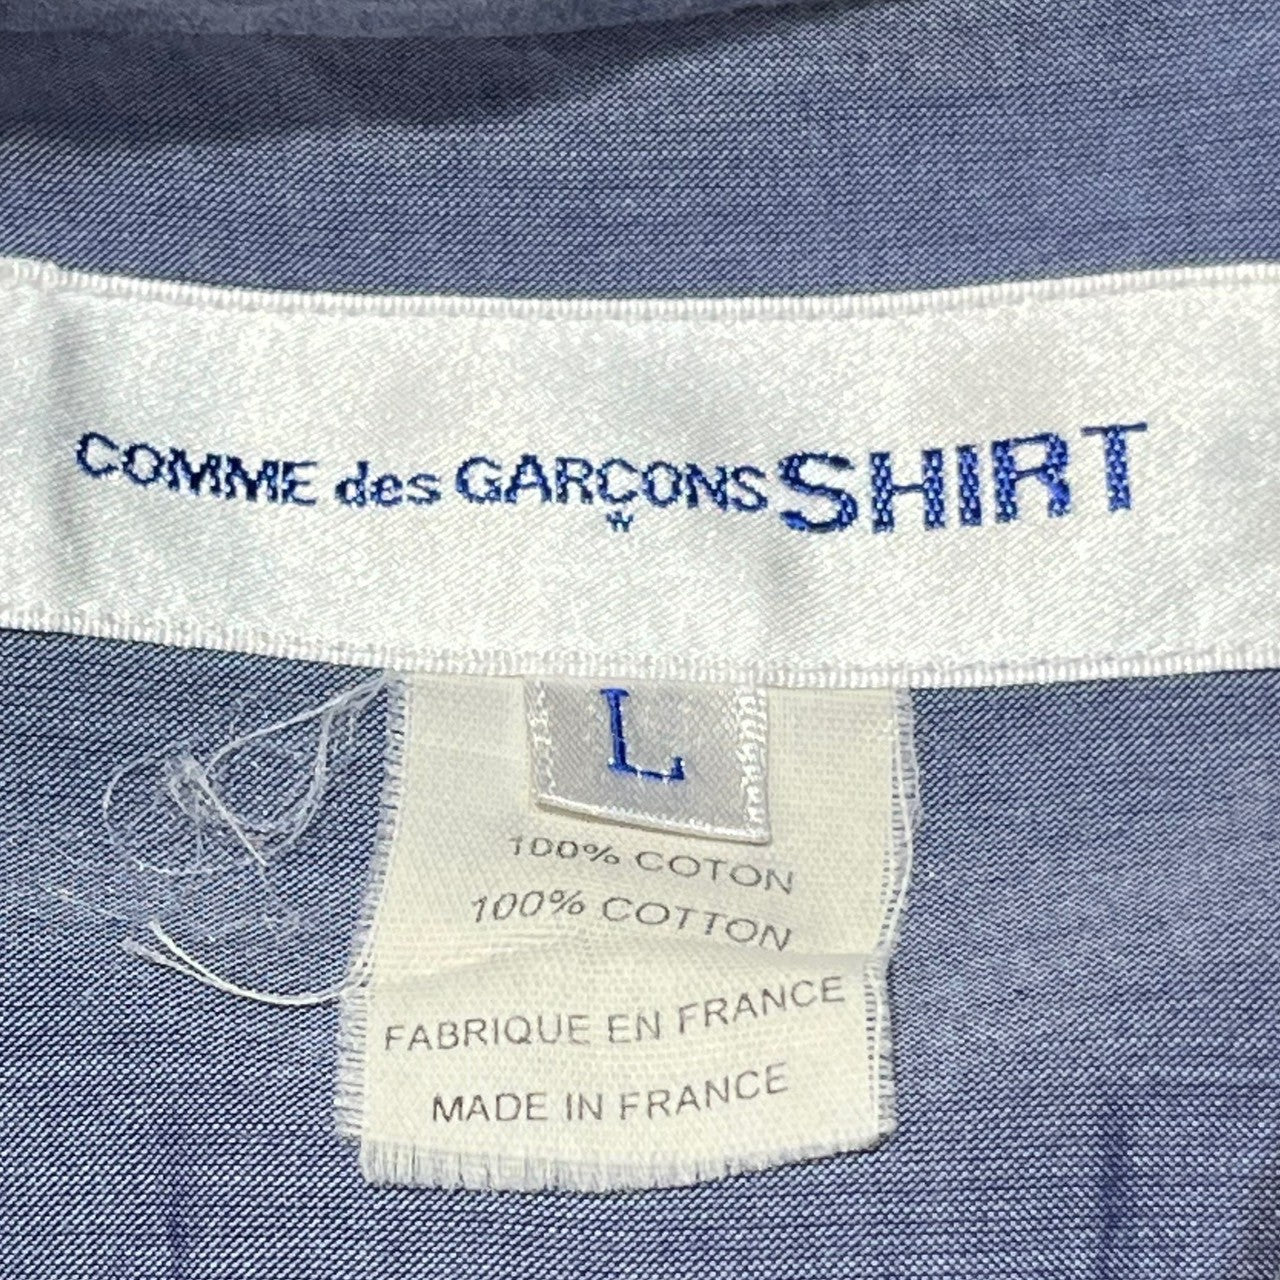 COMME des GARÇONS SHIRT
L
100% COTON
100% COTTON
FABRIQUE EN FRANCE
MADE IN FRANCE